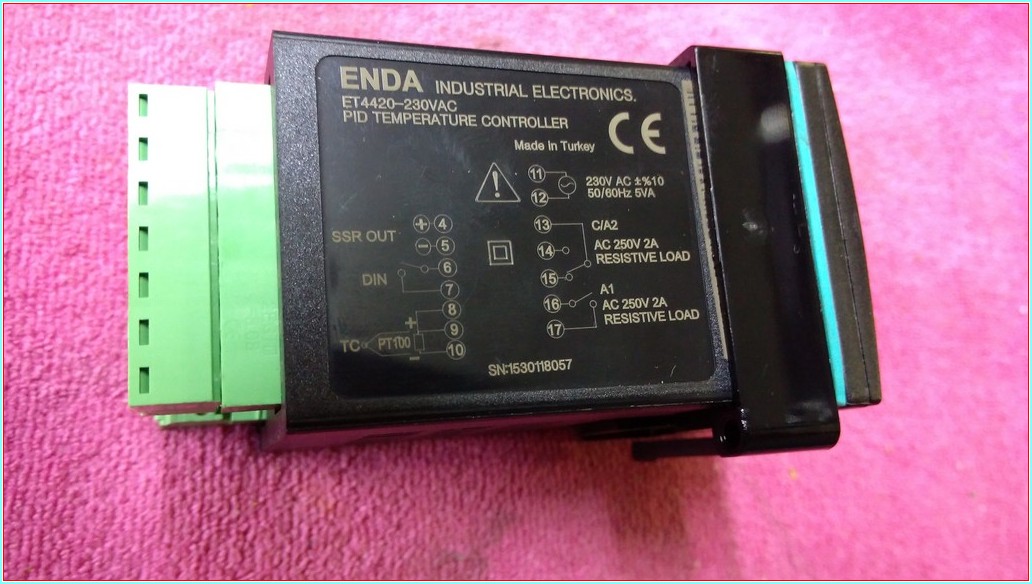 ENDA INDUSTRIAL ELECTRONICS.
ET4420-230VAC
PID TEMPERATURE CONTROLLER
Made in Turkey
CE
11
12
230V AC ±%10
50/60Hz 5VA
SSR OUT
+ 4
- 5
DIN
6
7
8
+
9
TC PT100
10
-
13 C/A2
14
15
AC 250V 2A
RESISTIVE LOAD
16 A1
17
AC 250V 2A
RESISTIVE LOAD
SN:1530118057